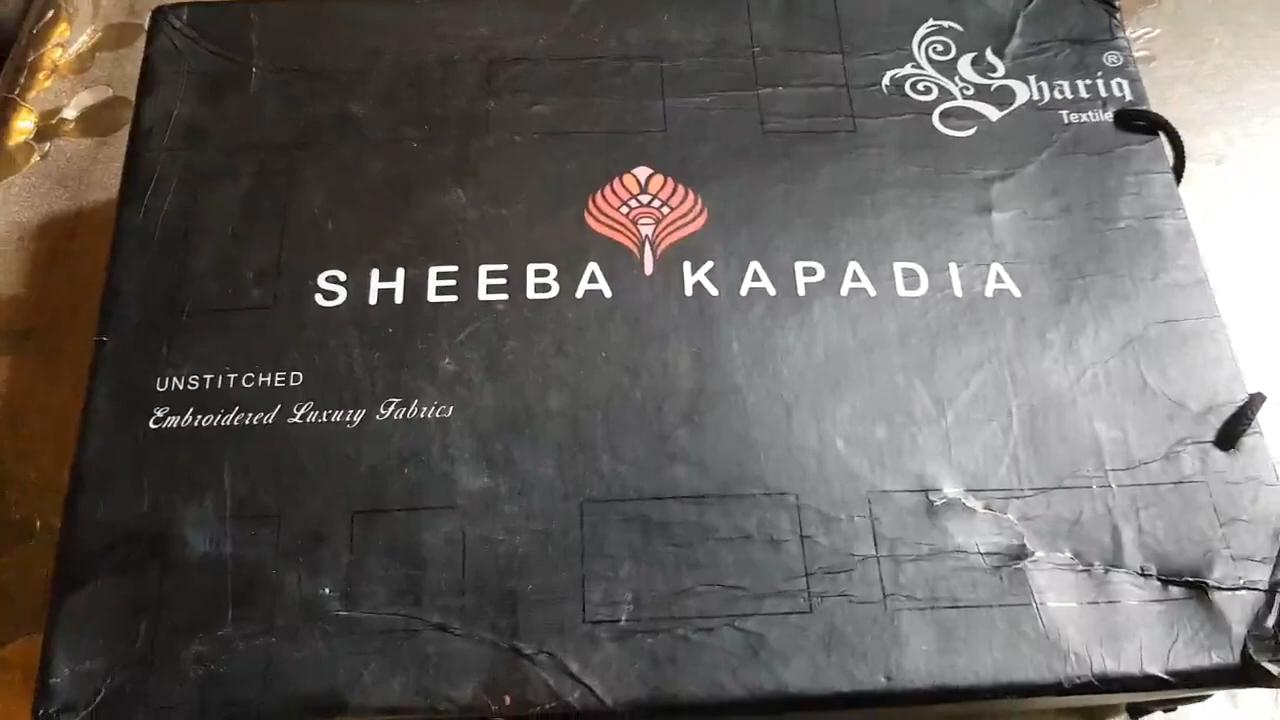 Shariq®
Textile
SHEEBA KAPADIA
UNSTITCHED
Embroidered Luxury Fabrics